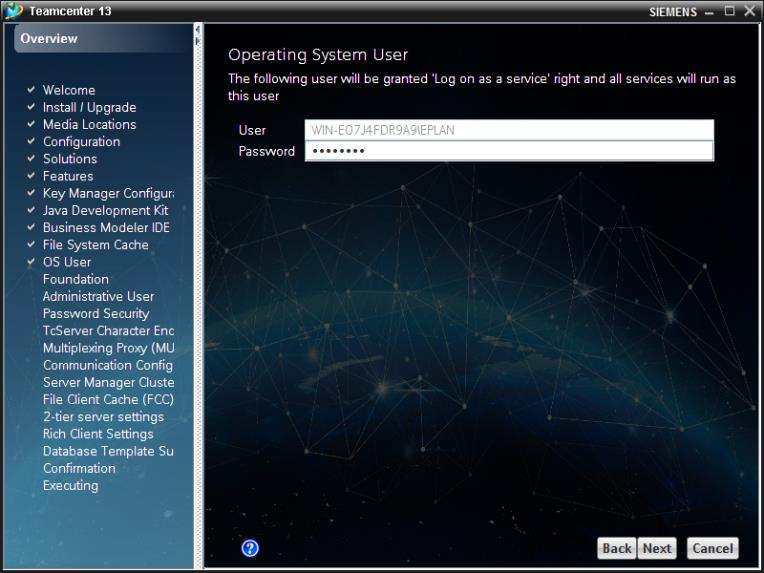 Teamcenter 13
SIEMENS
Overview
Welcome
Install / Upgrade
Media Locations
Configuration
Solutions
Features
Key Manager Configura
Java Development Kit
Business Modeler IDE
File System Cache
OS User
Foundation
Administrative User
Password Security
TcServer Character Enc
Multiplexing Proxy (MU
Communication Config
Server Manager Cluste
File Client Cache (FCC)
2-tier server settings
Rich Client Settings
Database Template Su
Confirmation
Executing
Operating System User
The following user will be granted 'Log on as a service' right and all services will run as
this user
User WIN-EO7J4FDR9A9\EPLAN
Password ••••••••
?
Back Next Cancel